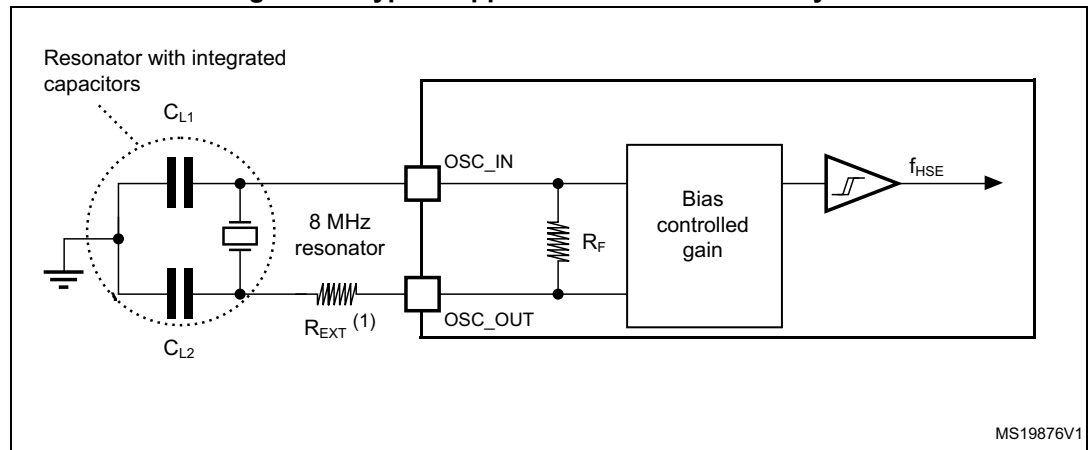 Resonator with integrated
capacitors
CL1
OSC_IN
fHSE
8 MHz
resonator
RF
Bias
controlled
gain
REXT (1)
OSC_OUT
CL2
MS19876V1